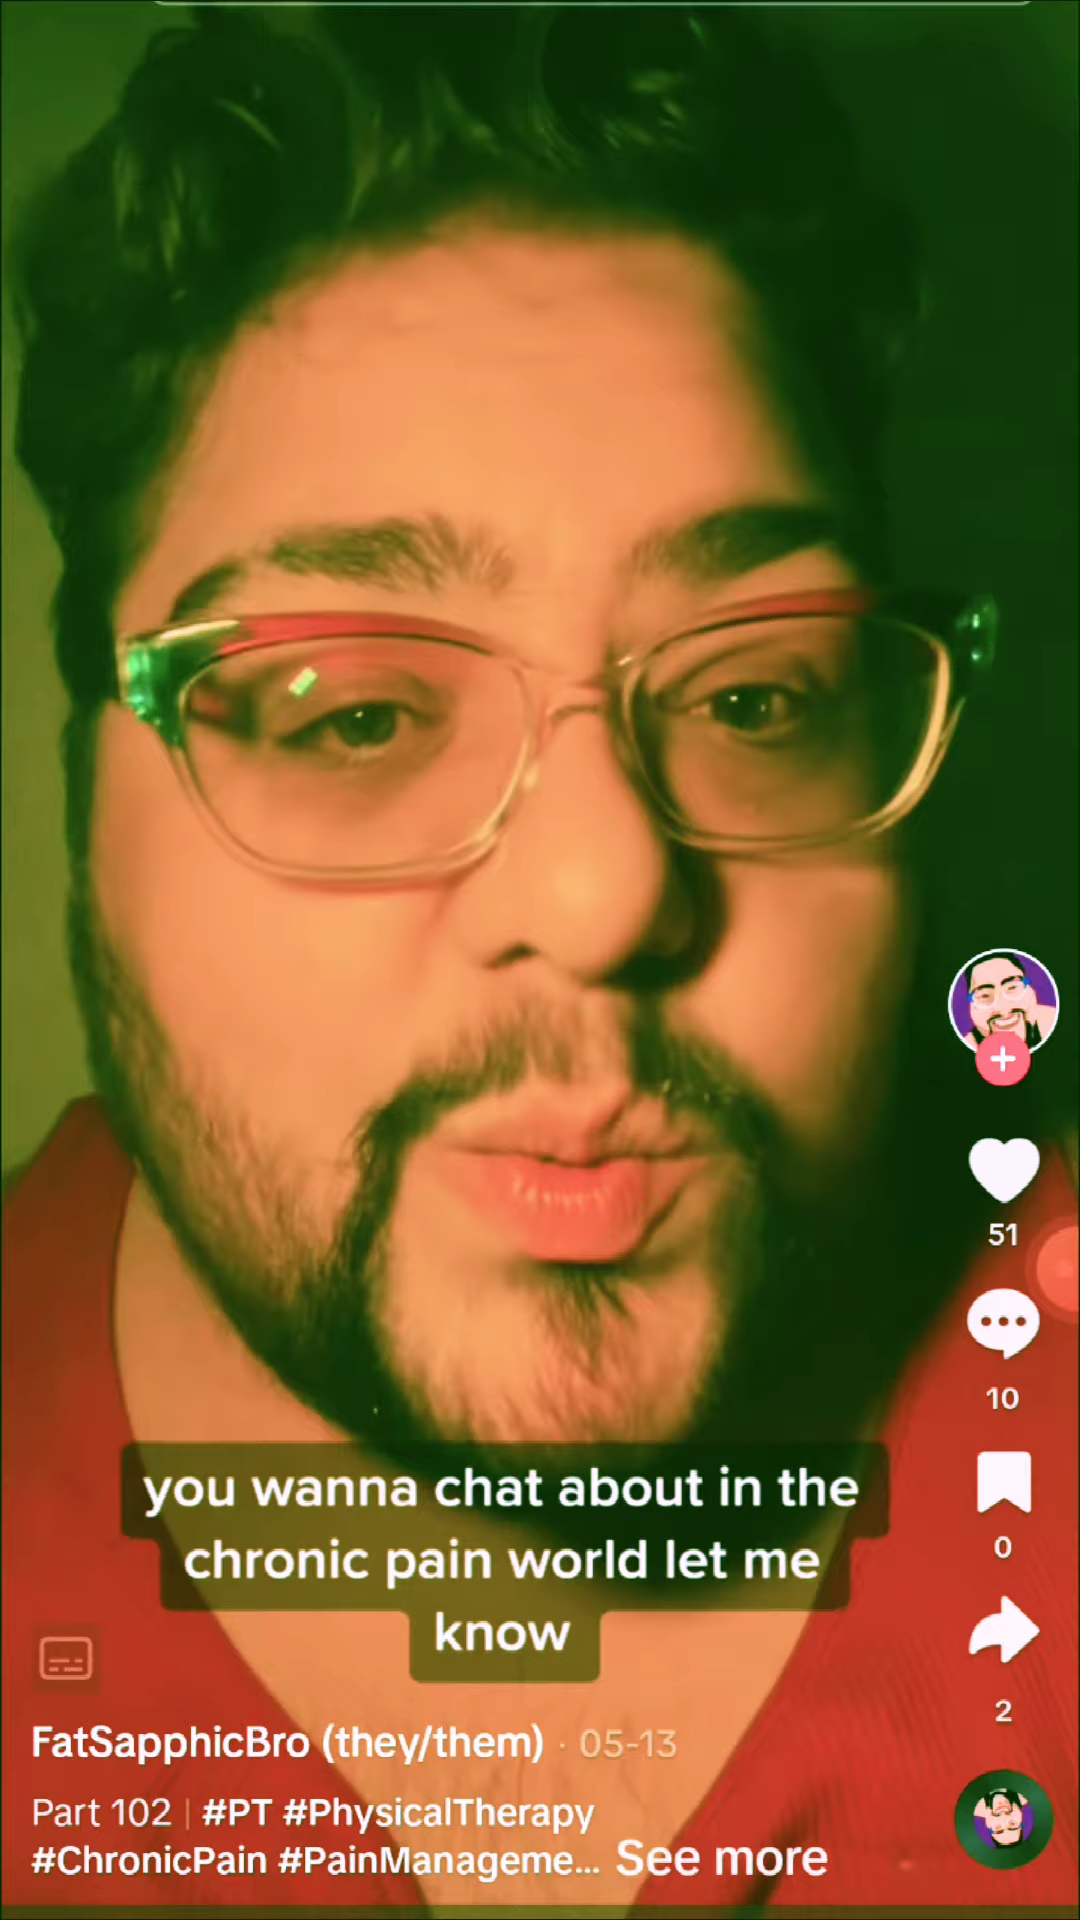 51
10
0
2
you wanna chat about in the
chronic pain world let me
know
FatSapphicBro (they/them) · 05-13
Part 102 | #PT #PhysicalTherapy
#ChronicPain #PainManageme... See more